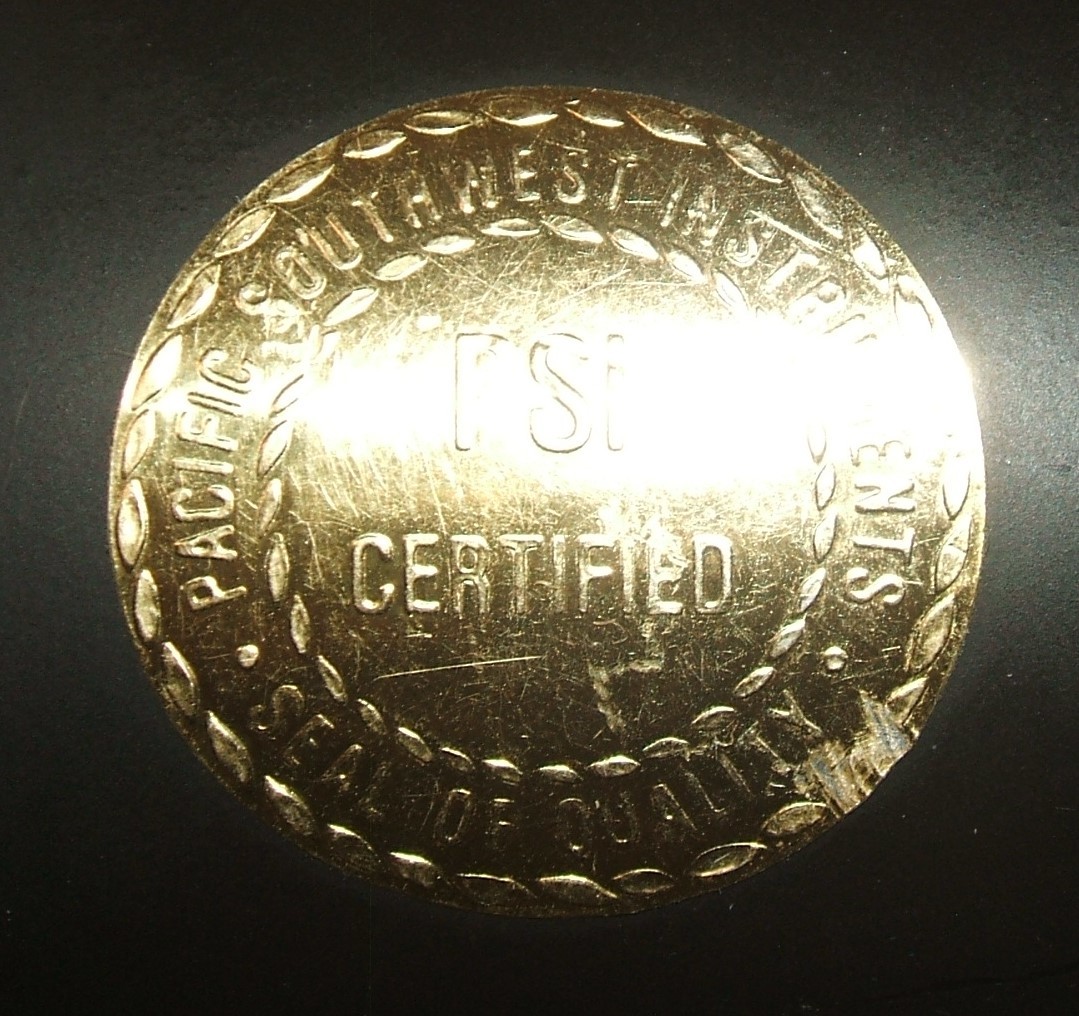 PACIFIC SOUTHWEST INSTRUMENTS
PSI
CERTIFIED
· SEAL OF QUALITY ·